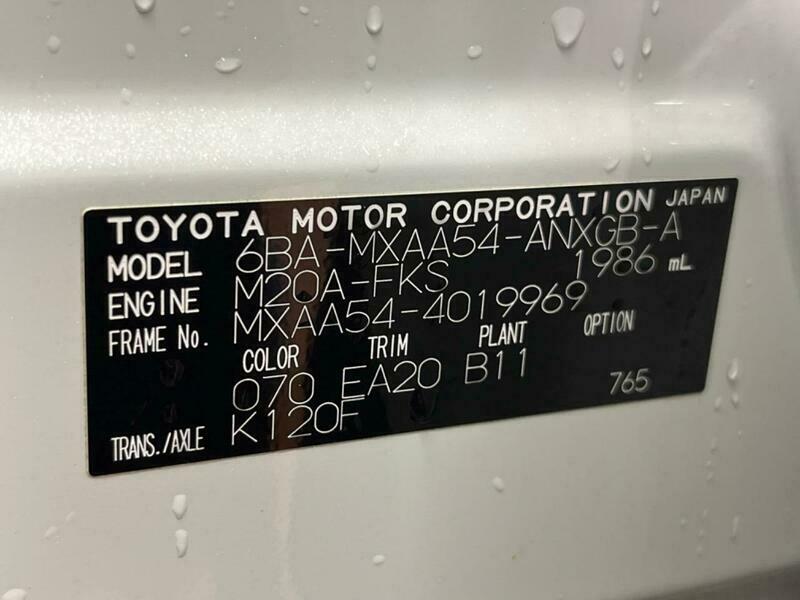 TOYOTA MOTOR CORPORATION JAPAN
MODEL 6BA-MXAA54-ANXGB-A
ENGINE M20A-FKS 1986 mL
FRAME No. MXAA54-4019969
COLOR TRIM PLANT OPTION
070 EA20 B11 765
TRANS./AXLE K120F